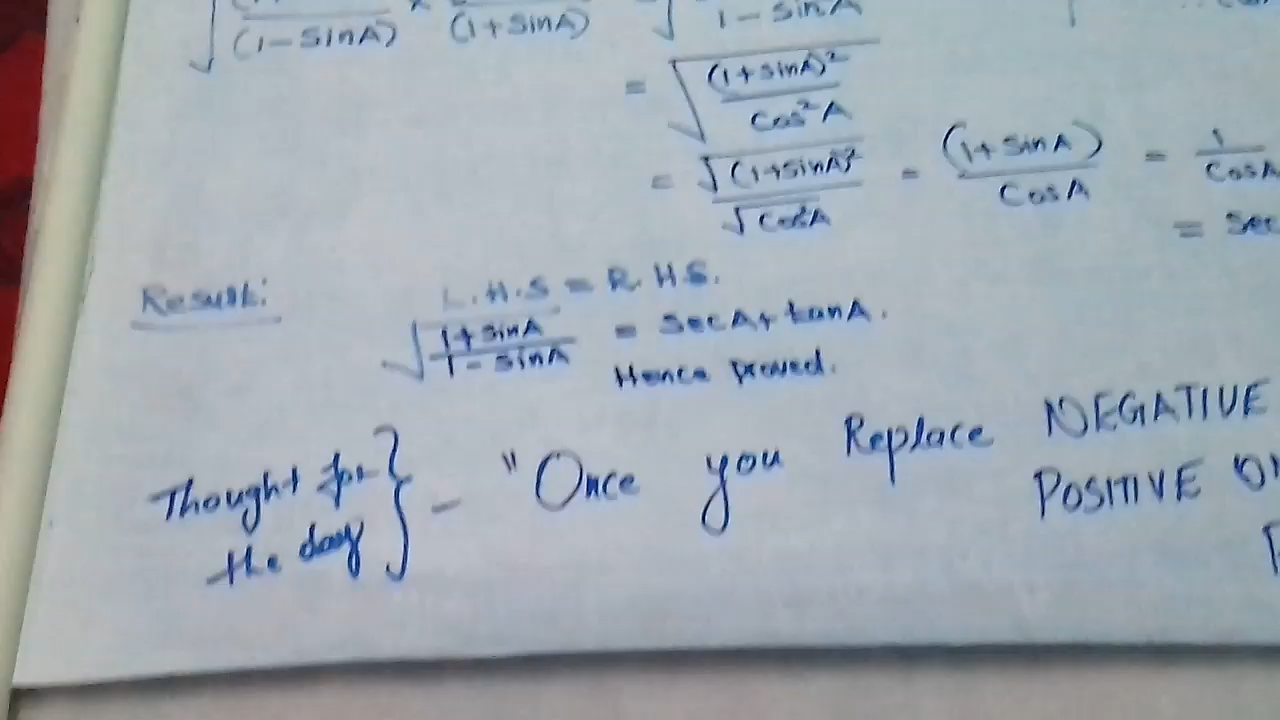 √ /(1-SinA) × /(1+SinA) √ /1-SinA
= √(1+sinA)²/Cos²A
= √(1+sinA)²/√Cos²A = (1+SinA)/CosA = 1/CosA
= Sec
Result:
L.H.S = R.H.S.
√1+SinA/1-SinA = SecA+tanA.
Hence proved.
Thought for the day } - "Once you Replace NEGATIVE
POSITIVE